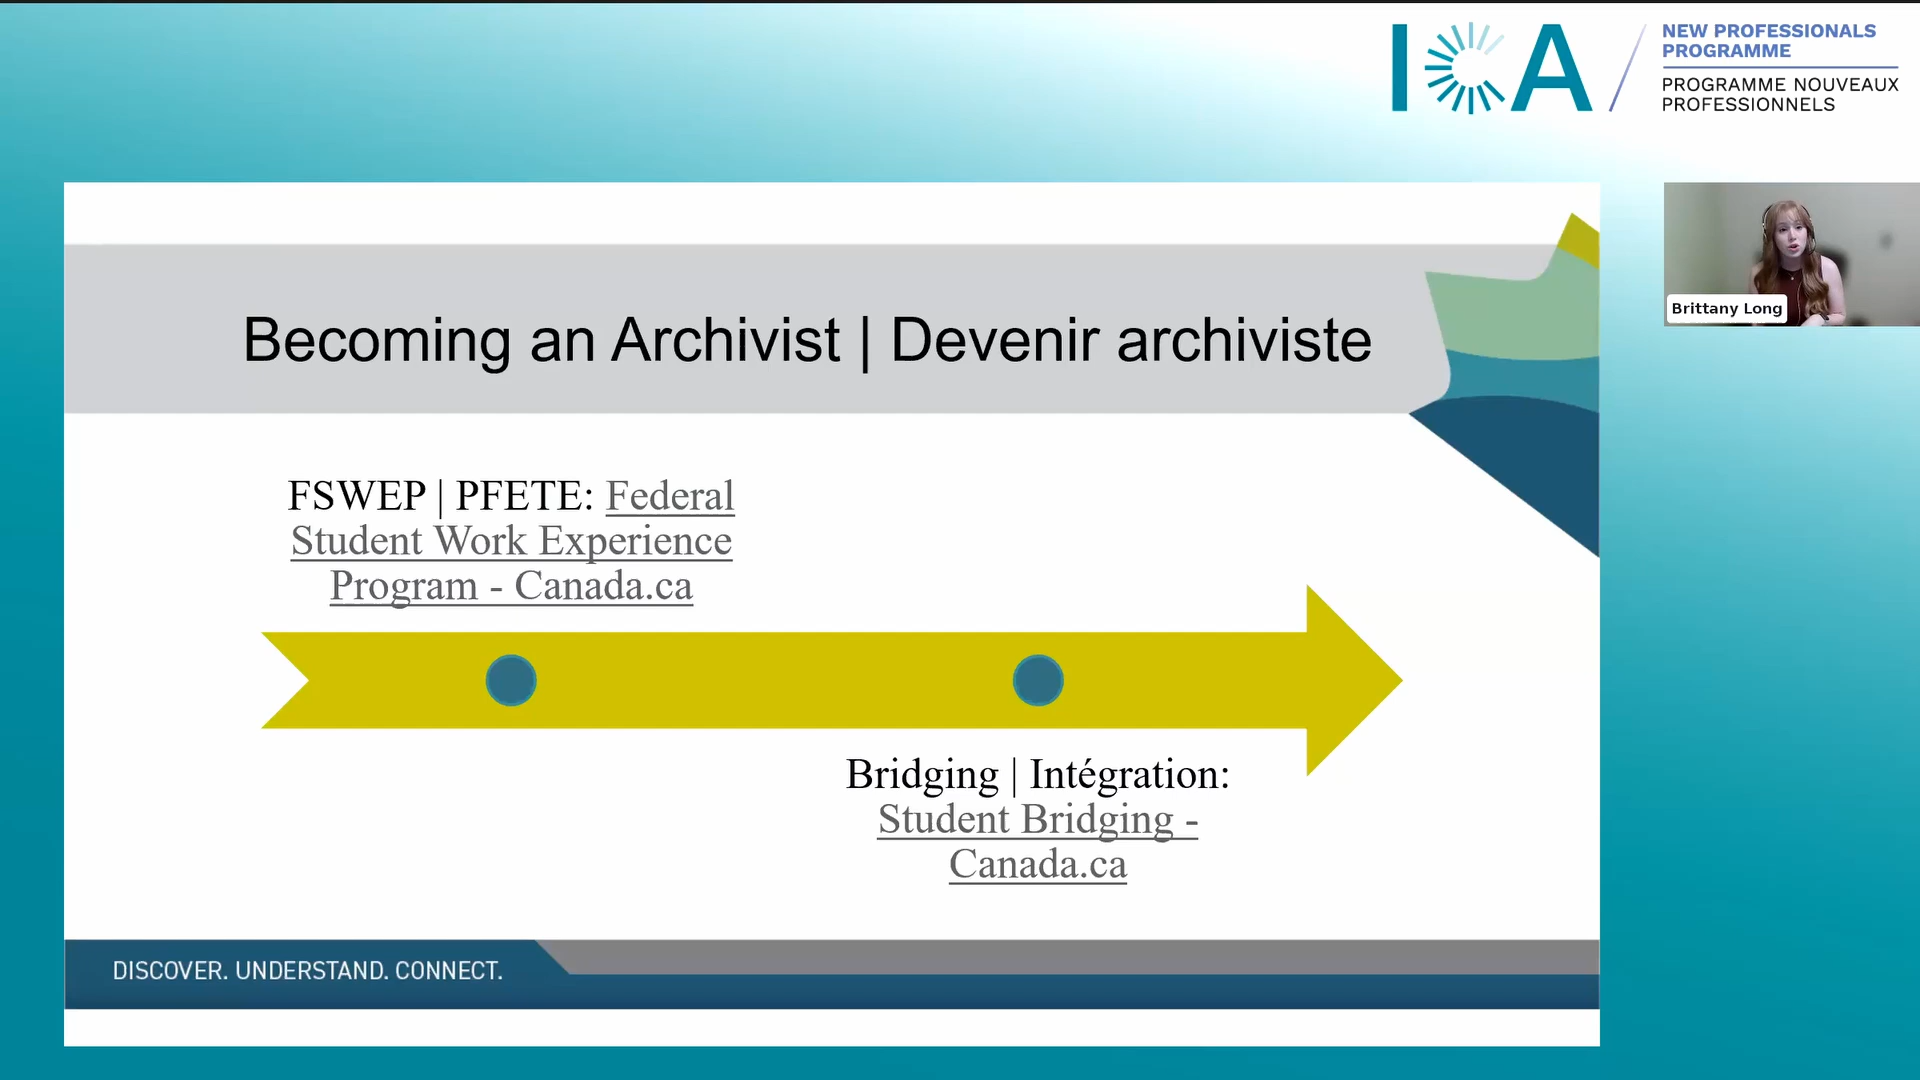 ICA
NEW PROFESSIONALS
PROGRAMME
PROGRAMME NOUVEAUX
PROFESSIONNELS
Brittany Long
Becoming an Archivist | Devenir archiviste
FSWEP | PFETE: Federal
Student Work Experience
Program - Canada.ca
Bridging | Intégration:
Student Bridging -
Canada.ca
DISCOVER. UNDERSTAND. CONNECT.